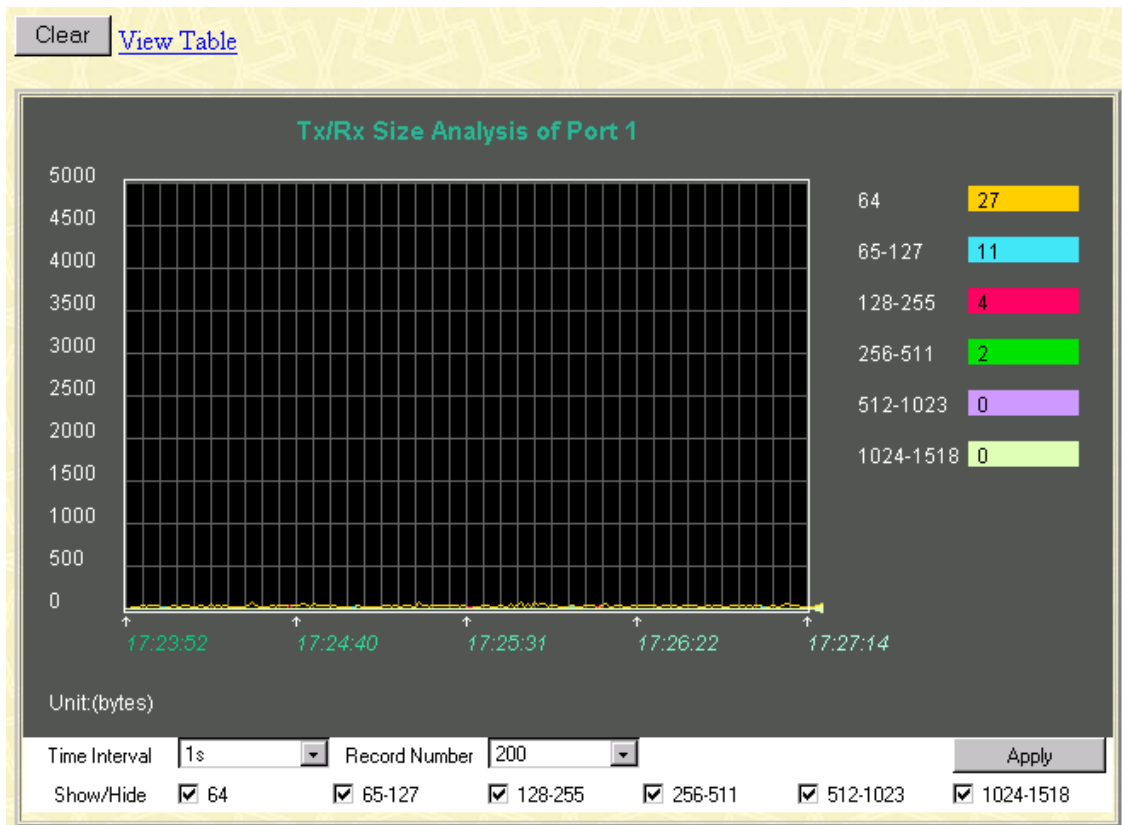 Clear View Table
Tx/Rx Size Analysis of Port 1
5000
4500
4000
3500
3000
2500
2000
1500
1000
500
0
64 27
65-127 11
128-255 4
256-511 2
512-1023 0
1024-1518 0
17:23:52 17:24:40 17:25:31 17:26:22 17:27:14
Unit:(bytes)
Time Interval 1s Record Number 200 Apply
Show/Hide 64 65-127 128-255 256-511 512-1023 1024-1518